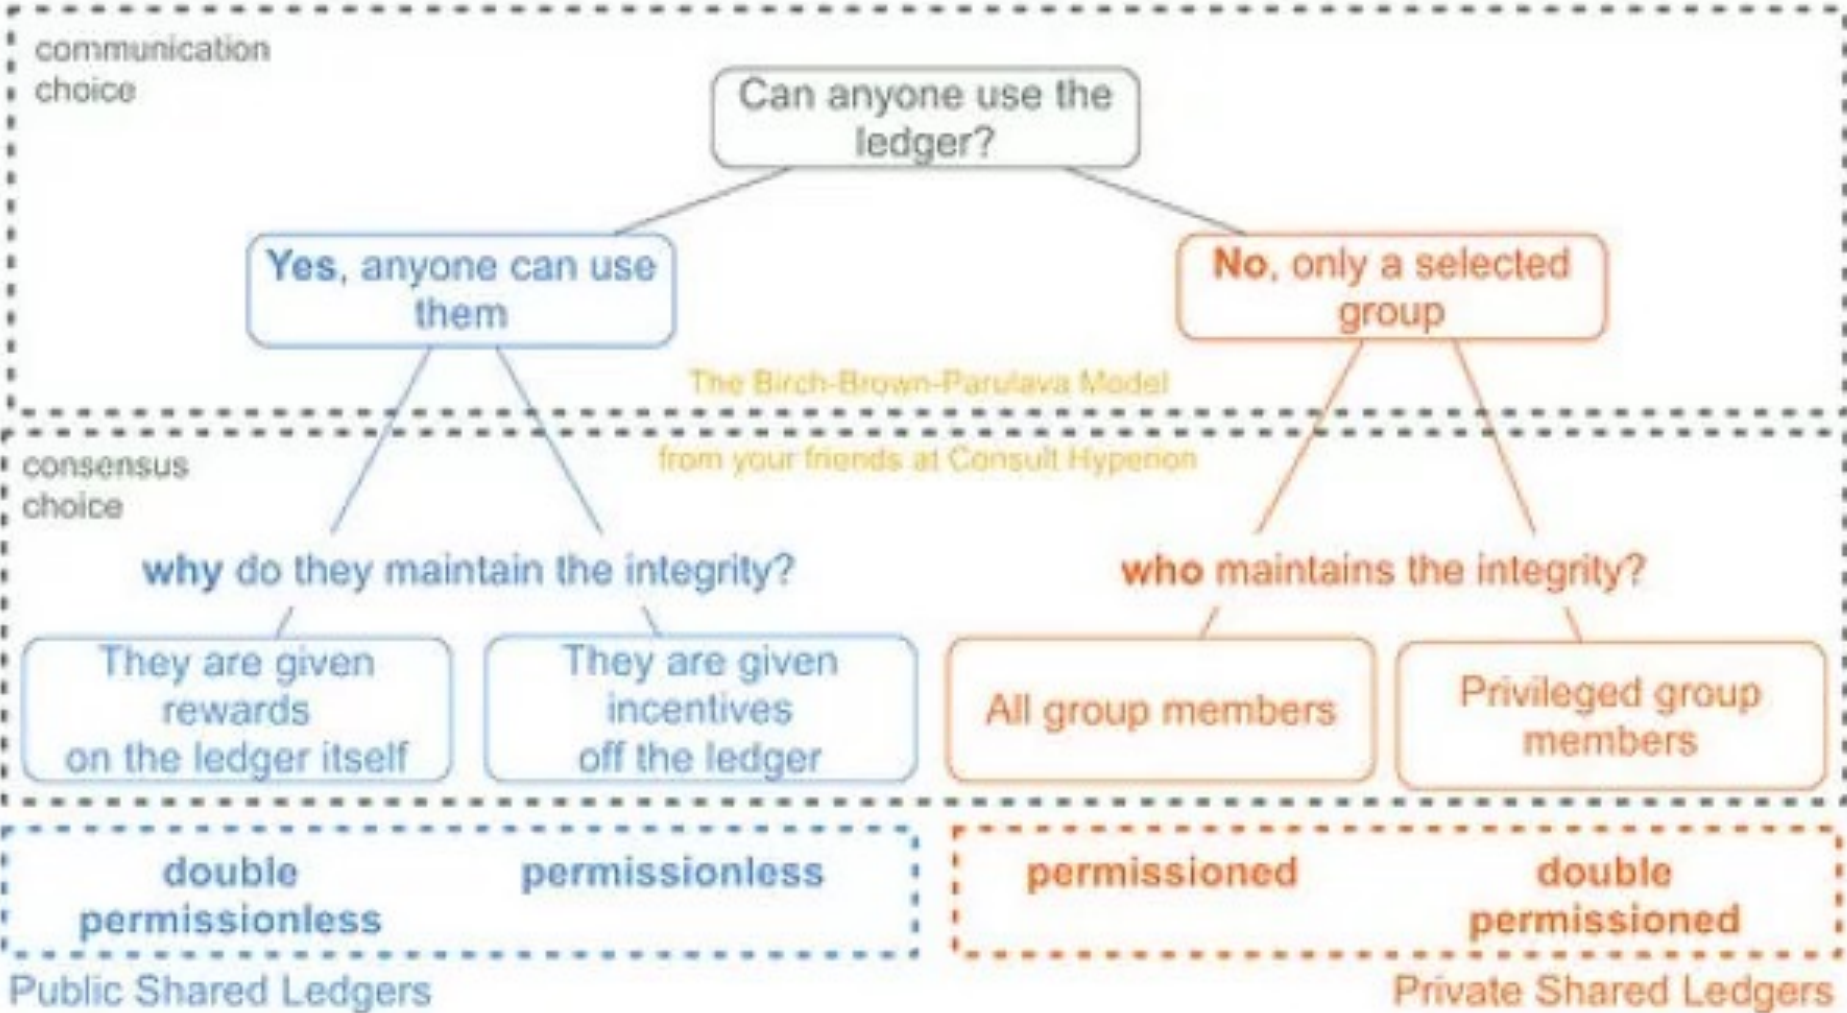 communication
choice
Can anyone use the
ledger?
Yes, anyone can use
them
No, only a selected
group
The Birch-Brown-Parulava Model
consensus
choice
from your friends at Consult Hyperion
why do they maintain the integrity?
who maintains the integrity?
They are given
rewards
on the ledger itself
They are given
incentives
off the ledger
All group members
Privileged group
members
double
permissionless
permissionless
permissioned
double
permissioned
Public Shared Ledgers
Private Shared Ledgers